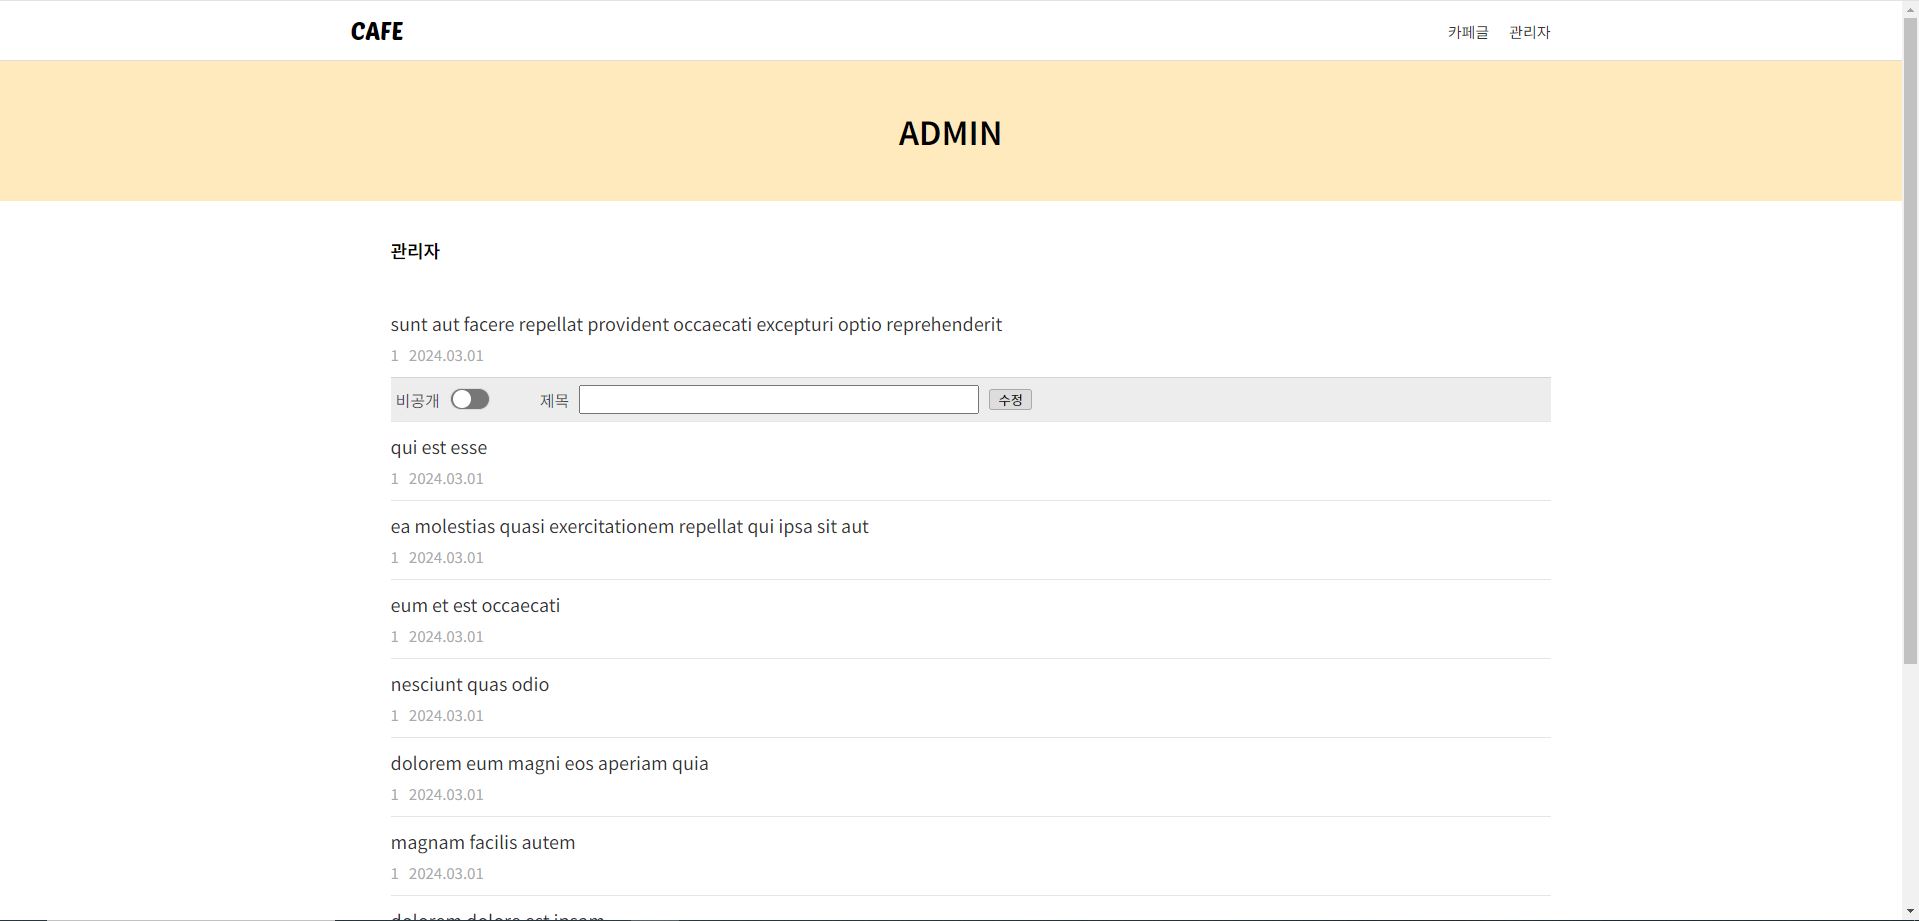 CAFE 카페글 관리자
ADMIN
관리자
sunt aut facere repellat provident occaecati excepturi optio reprehenderit
1 2024.03.01
비공개 제목 수정
qui est esse
1 2024.03.01
ea molestias quasi exercitationem repellat qui ipsa sit aut
1 2024.03.01
eum et est occaecati
1 2024.03.01
nesciunt quas odio
1 2024.03.01
dolorem eum magni eos aperiam quia
1 2024.03.01
magnam facilis autem
1 2024.03.01
dolorem dolore est ipsam